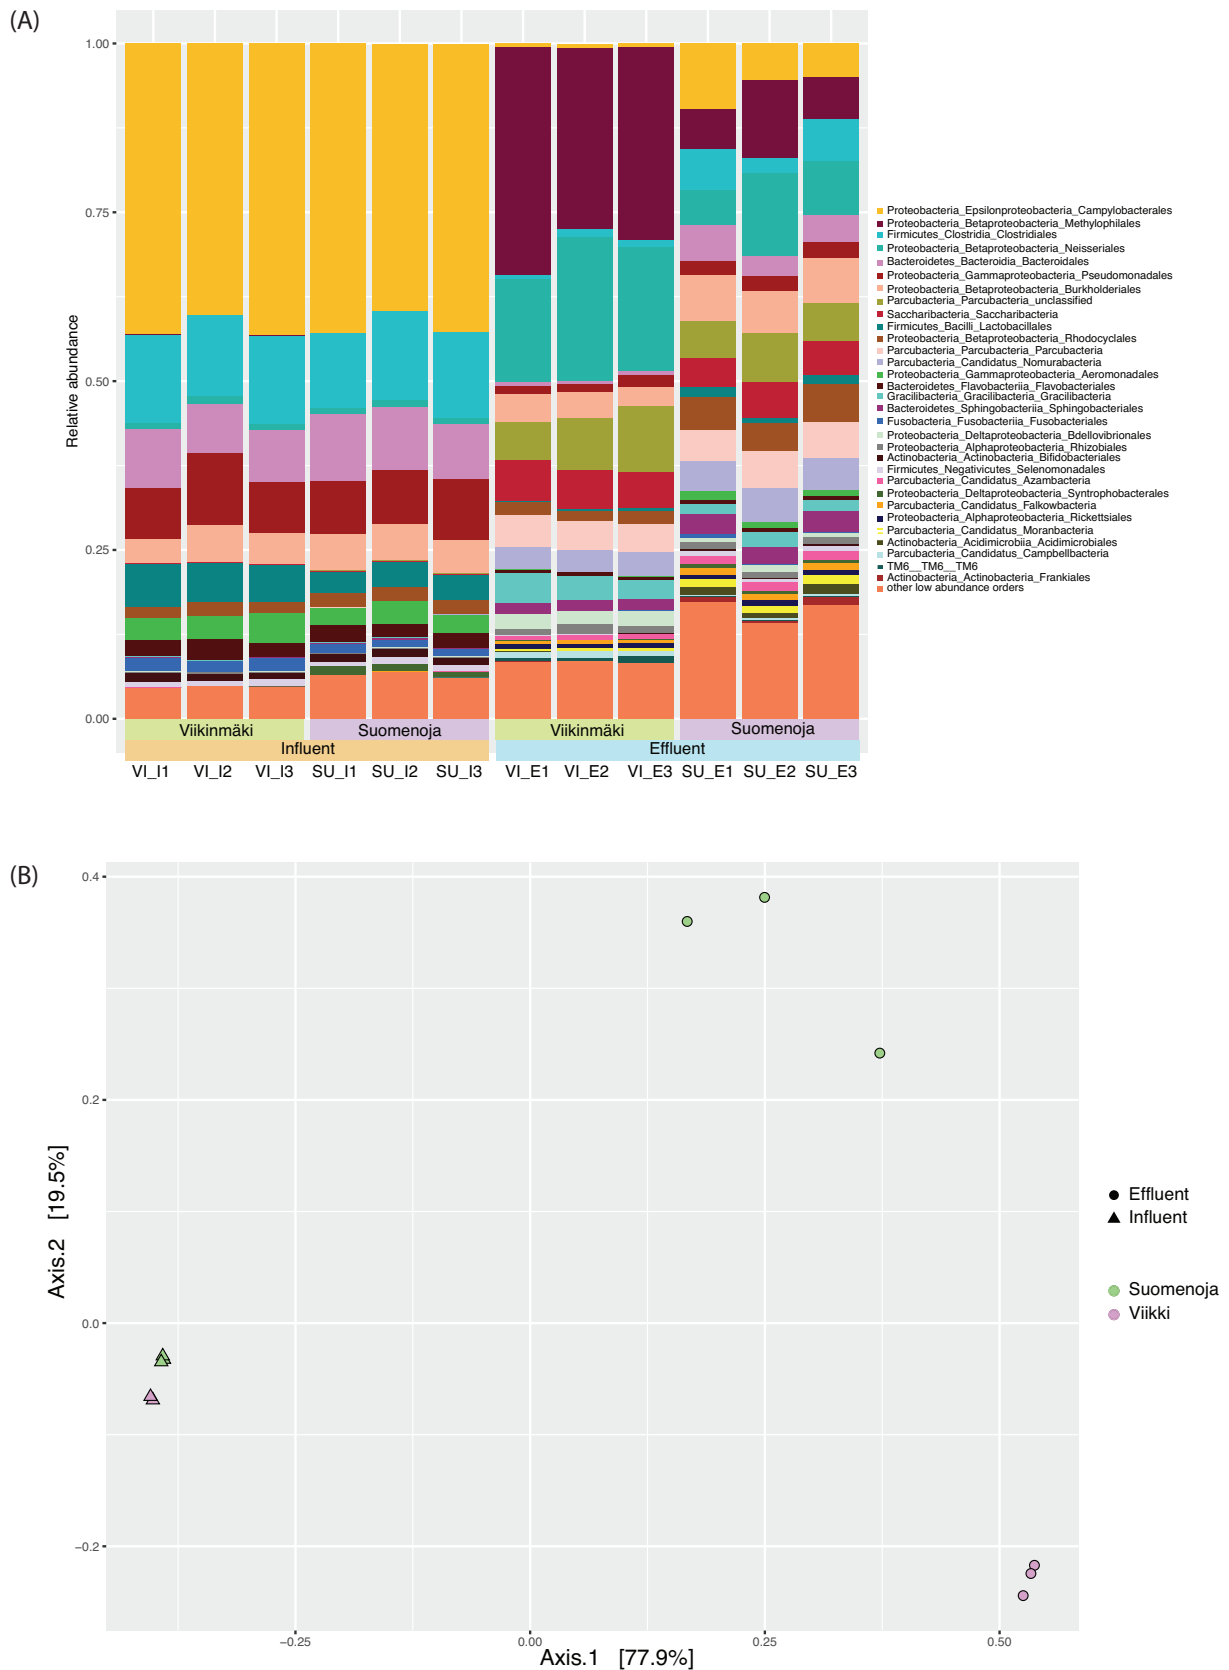 (A)
1.00
0.75
0.50
0.25
0.00
Relative abundance
Proteobacteria_Epsilonproteobacteria_Campylobacterales
Proteobacteria_Betaproteobacteria_Methylophilales
Firmicutes_Clostridia_Clostridiales
Proteobacteria_Betaproteobacteria_Neisseriales
Bacteroidetes_Bacteroidia_Bacteroidales
Proteobacteria_Gammaproteobacteria_Pseudomonadales
Proteobacteria_Betaproteobacteria_Burkholderiales
Parcubacteria_Parcubacteria_unclassified
Saccharibacteria_Saccharibacteria
Firmicutes_Bacilli_Lactobacillales
Proteobacteria_Betaproteobacteria_Rhodocyclales
Parcubacteria_Parcubacteria_Parcubacteria
Parcubacteria_Candidatus_Nomurabacteria
Proteobacteria_Gammaproteobacteria_Aeromonadales
Bacteroidetes_Flavobacteriia_Flavobacteriales
Gracilibacteria_Gracilibacteria_Gracilibacteria
Bacteroidetes_Sphingobacteriia_Sphingobacteriales
Fusobacteria_Fusobacteriia_Fusobacteriales
Proteobacteria_Deltaproteobacteria_Bdellovibrionales
Proteobacteria_Alphaproteobacteria_Rhizobiales
Actinobacteria_Actinobacteria_Bifidobacteriales
Firmicutes_Negativicutes_Selenomonadales
Parcubacteria_Candidatus_Azambacteria
Proteobacteria_Deltaproteobacteria_Syntrophobacterales
Parcubacteria_Candidatus_Falkowbacteria
Proteobacteria_Alphaproteobacteria_Rickettsiales
Parcubacteria_Candidatus_Moranbacteria
Actinobacteria_Acidimicrobiia_Acidimicrobiales
Parcubacteria_Candidatus_Campbellbacteria
TM6__TM6__TM6
Actinobacteria_Actinobacteria_Frankiales
other low abundance orders
Viikinmäki Suomenoja Viikinmäki Suomenoja
Influent Effluent
VI_I1 VI_I2 VI_I3 SU_I1 SU_I2 SU_I3 VI_E1 VI_E2 VI_E3 SU_E1 SU_E2 SU_E3
(B)
0.4
0.2
0.0
−0.2
Axis.2 [19.5%]
−0.25 0.00 0.25 0.50
Axis.1 [77.9%]
Effluent
Influent
Suomenoja
Viikki